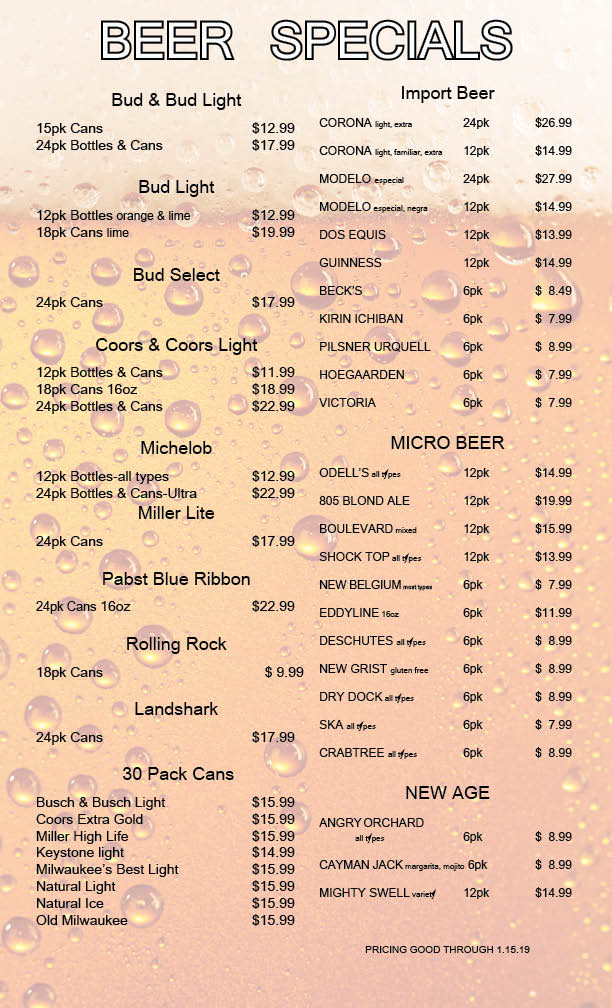 BEER SPECIALS
Bud & Bud Light
15pk Cans $12.99
24pk Bottles & Cans $17.99
Bud Light
12pk Bottles orange & lime $12.99
18pk Cans lime $19.99
Bud Select
24pk Cans $17.99
Coors & Coors Light
12pk Bottles & Cans $11.99
18pk Cans 16oz $18.99
24pk Bottles & Cans $22.99
Michelob
12pk Bottles-all types $12.99
24pk Bottles & Cans-Ultra $22.99
Miller Lite
24pk Cans $17.99
Pabst Blue Ribbon
24pk Cans 16oz $22.99
Rolling Rock
18pk Cans $ 9.99
Landshark
24pk Cans $17.99
30 Pack Cans
Busch & Busch Light $15.99
Coors Extra Gold $15.99
Miller High Life $15.99
Keystone light $14.99
Milwaukee's Best Light $15.99
Natural Light $15.99
Natural Ice $15.99
Old Milwaukee $15.99
Import Beer
CORONA light, extra 24pk $26.99
CORONA light, familiar, extra 12pk $14.99
MODELO especial 24pk $27.99
MODELO especial, negra 12pk $14.99
DOS EQUIS 12pk $13.99
GUINNESS 12pk $14.99
BECK'S 6pk $ 8.49
KIRIN ICHIBAN 6pk $ 7.99
PILSNER URQUELL 6pk $ 8.99
HOEGAARDEN 6pk $ 7.99
VICTORIA 6pk $ 7.99
MICRO BEER
ODELL'S all types 12pk $14.99
805 BLOND ALE 12pk $19.99
BOULEVARD mixed 12pk $15.99
SHOCK TOP all types 12pk $13.99
NEW BELGIUM most types 6pk $ 7.99
EDDYLINE 16oz 6pk $11.99
DESCHUTES all types 6pk $ 8.99
NEW GRIST gluten free 6pk $ 8.99
DRY DOCK all types 6pk $ 8.99
SKA all types 6pk $ 7.99
CRABTREE all types 6pk $ 8.99
NEW AGE
ANGRY ORCHARD
all types 6pk $ 8.99
CAYMAN JACK margarita, mojito 6pk $ 8.99
MIGHTY SWELL variety 12pk $14.99
PRICING GOOD THROUGH 1.15.19